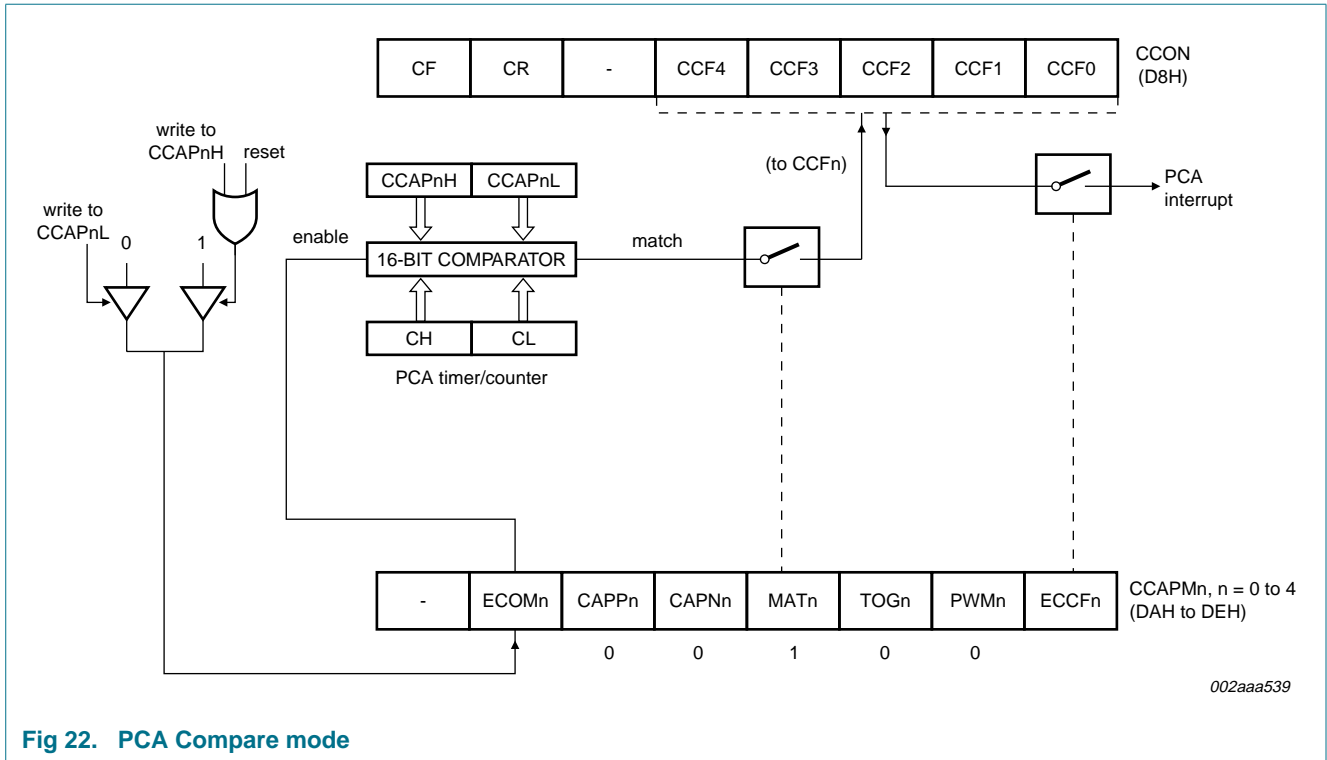 CF CR - CCF4 CCF3 CCF2 CCF1 CCF0
CCON
(D8H)
write to
CCAPnH reset
write to
CCAPnL
0 1
CCAPnH CCAPnL
(to CCFn)
PCA
interrupt
enable
16-BIT COMPARATOR
match
CH CL
PCA timer/counter
- ECOMn CAPPn CAPNn MATn TOGn PWMn ECCFn
CCAPMn, n = 0 to 4
(DAH to DEH)
0 0 1 0 0
002aaa539
Fig 22. PCA Compare mode